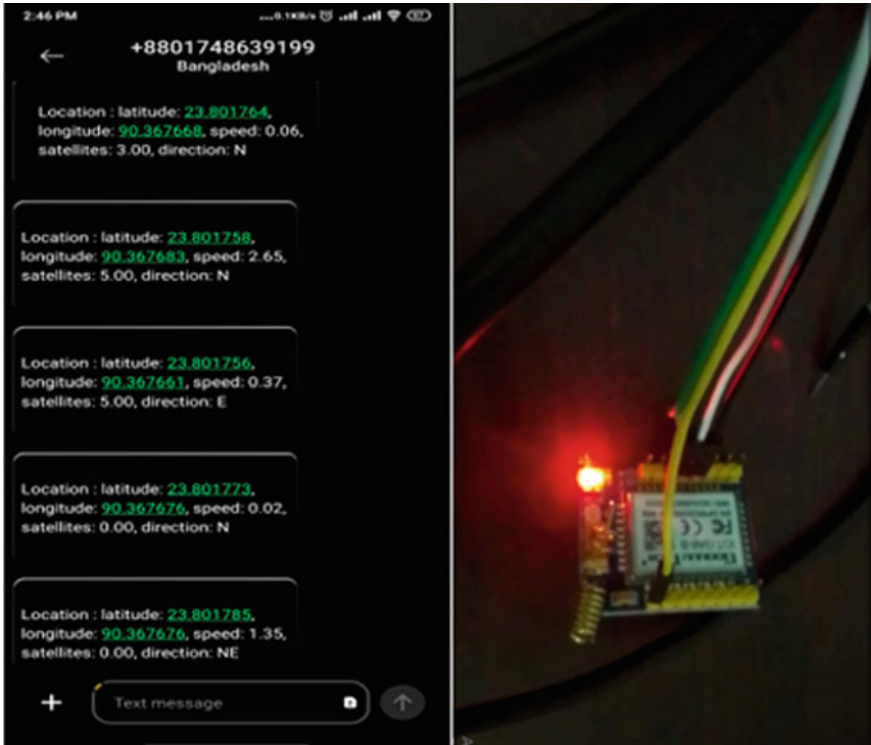 2:46 PM
...0.1KB/s
+8801748639199
Bangladesh
Location : latitude: 23.801764,
longitude: 90.367668, speed: 0.06,
satellites: 3.00, direction: N
Location : latitude: 23.801758,
longitude: 90.367683, speed: 2.65,
satellites: 5.00, direction: N
Location : latitude: 23.801756,
longitude: 90.367661, speed: 0.37,
satellites: 5.00, direction: E
Location : latitude: 23.801773,
longitude: 90.367676, speed: 0.02,
satellites: 0.00, direction: N
Location : latitude: 23.801785,
longitude: 90.367676, speed: 1.35,
satellites: 0.00, direction: NE
Text message
FC CE